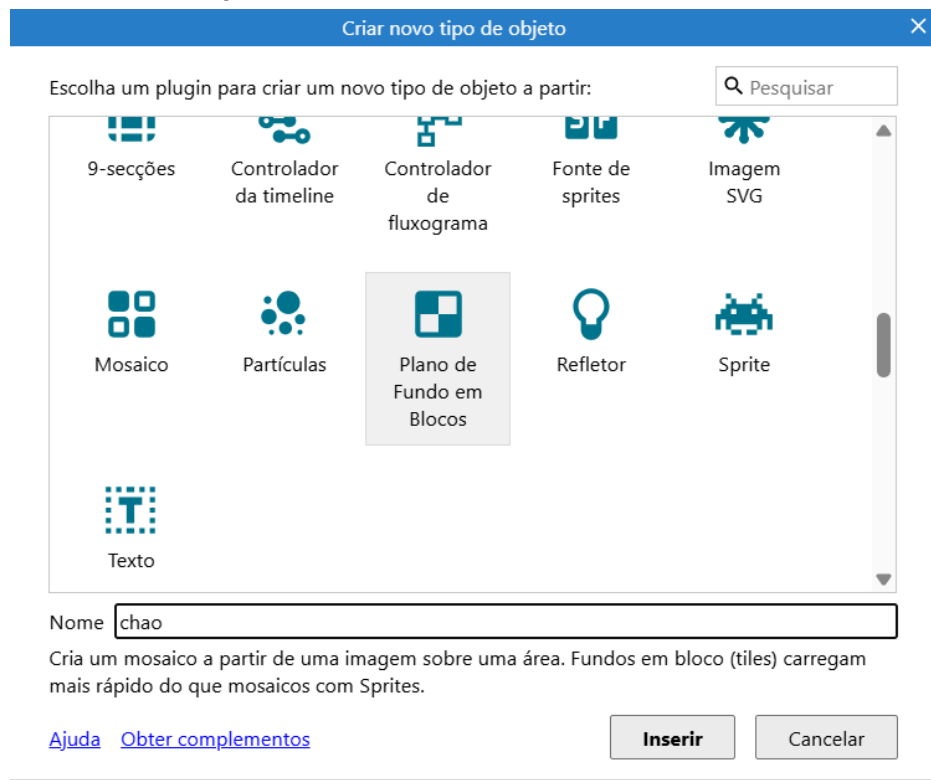 Criar novo tipo de objeto
Escolha um plugin para criar um novo tipo de objeto a partir:
Pesquisar
9-secções
Controlador
da timeline
Controlador
de
fluxograma
Fonte de
sprites
Imagem
SVG
Mosaico
Partículas
Plano de
Fundo em
Blocos
Refletor
Sprite
T
Texto
Nome chao
Cria um mosaico a partir de uma imagem sobre uma área. Fundos em bloco (tiles) carregam
mais rápido do que mosaicos com Sprites.
Ajuda Obter complementos
Inserir
Cancelar